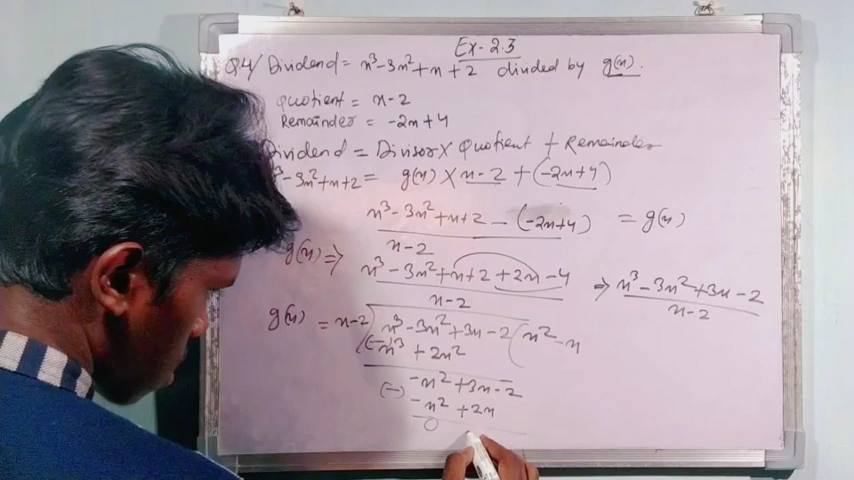 Ex-2.3
Q4/ Dividend = x³-3x²+x+2 divided by g(x).
Quotient = x-2
Remainder = -2x+4
Dividend = Divisor X Quotient + Remainder
³-3x²+x+2 = g(x) X x-2 + (-2x+4)
x³-3x²+x+2 - (-2x+4) = g(x)
x-2
g(x) ⇒ x³-3x²+x+2+2x-4 ⇒ x³-3x²+3x-2
x-2 x-2
g(x) = x-2) x³-3x²+3x-2 ( x²-x
(-) x³+2x²
-x²+3x-2
(-) -x²+2x
0